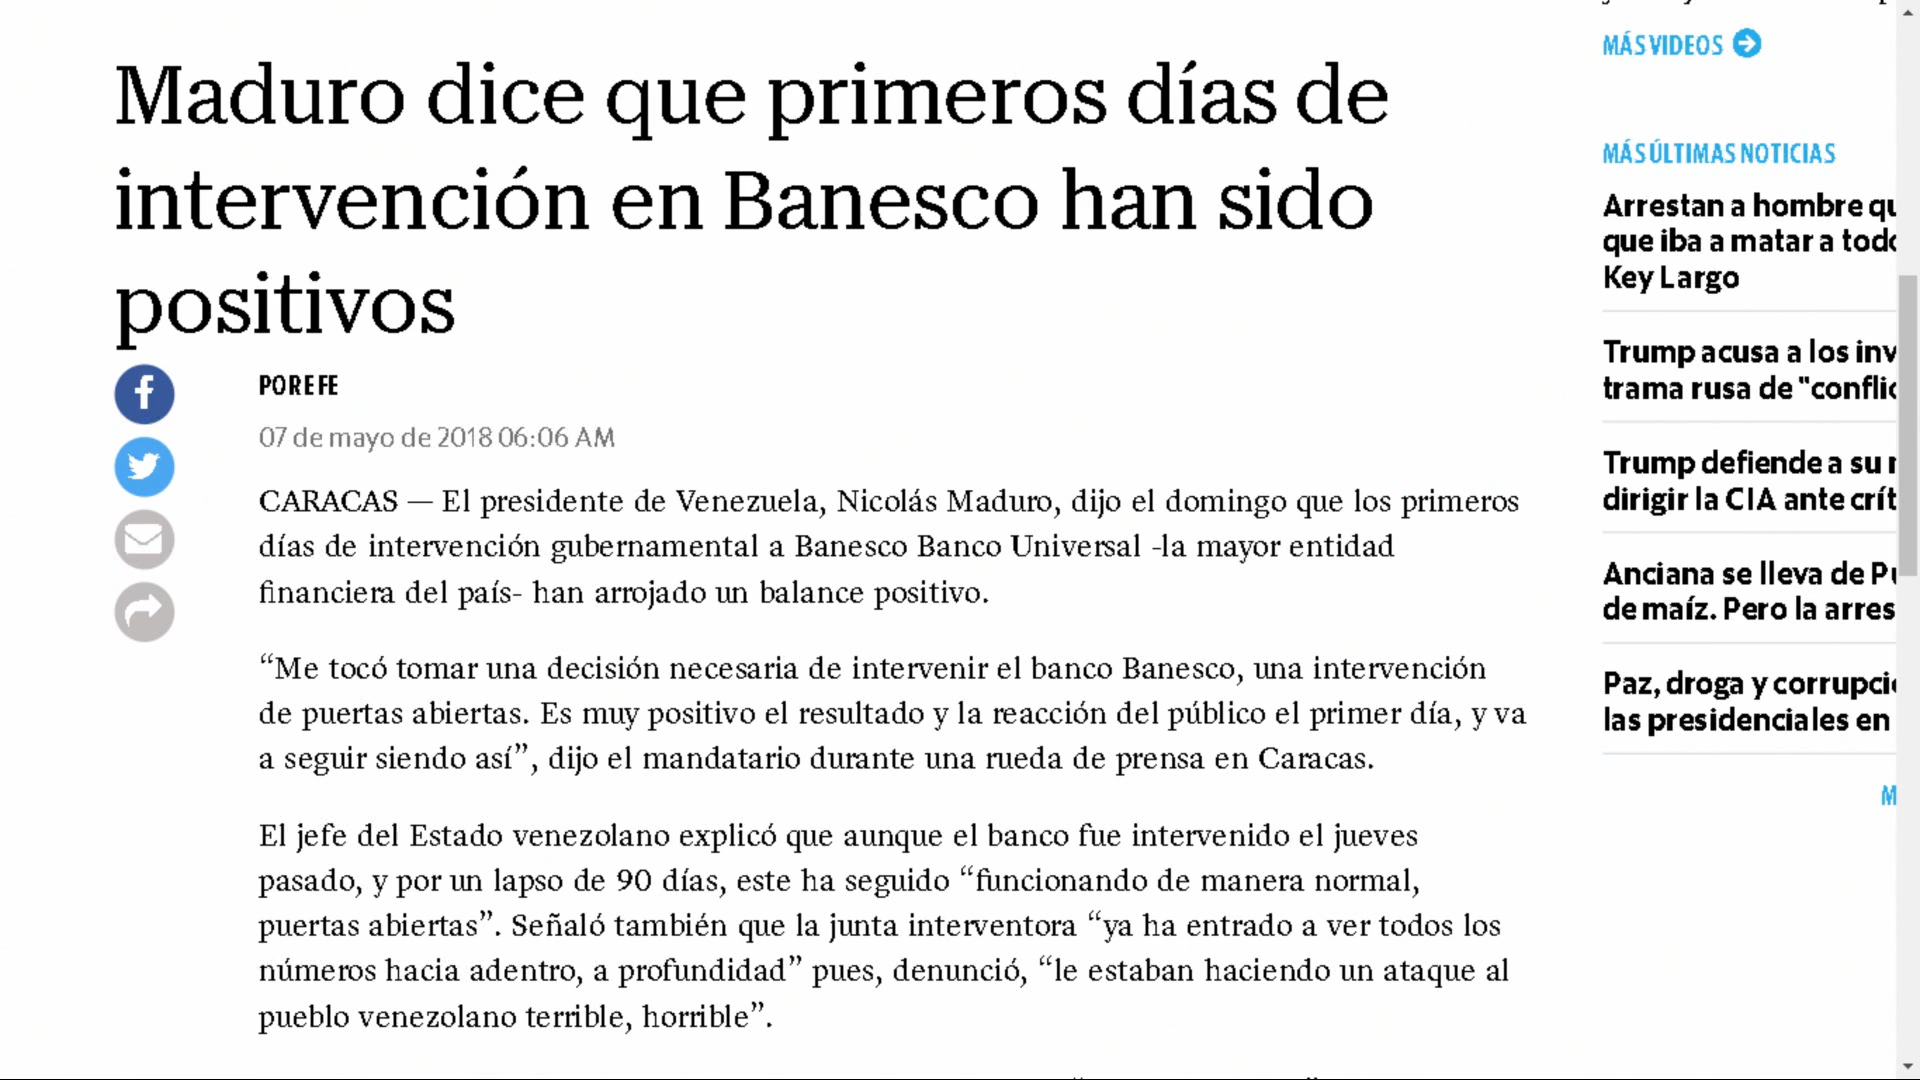 Maduro dice que primeros días de
intervención en Banesco han sido
positivos
POR EFE
07 de mayo de 2018 06:06 AM
CARACAS — El presidente de Venezuela, Nicolás Maduro, dijo el domingo que los primeros
días de intervención gubernamental a Banesco Banco Universal -la mayor entidad
financiera del país- han arrojado un balance positivo.
“Me tocó tomar una decisión necesaria de intervenir el banco Banesco, una intervención
de puertas abiertas. Es muy positivo el resultado y la reacción del público el primer día, y va
a seguir siendo así”, dijo el mandatario durante una rueda de prensa en Caracas.
El jefe del Estado venezolano explicó que aunque el banco fue intervenido el jueves
pasado, y por un lapso de 90 días, este ha seguido “funcionando de manera normal,
puertas abiertas”. Señaló también que la junta interventora “ya ha entrado a ver todos los
números hacia adentro, a profundidad” pues, denunció, “le estaban haciendo un ataque al
pueblo venezolano terrible, horrible”.
MÁS VIDEOS
MÁS ÚLTIMAS NOTICIAS
Arrestan a hombre
que iba a matar a
Key Largo
Trump acusa a los
trama rusa de
Trump defiende a su
dirigir la CIA ante
Anciana se lleva de
de maíz. Pero la
Paz, droga y
las presidenciales en